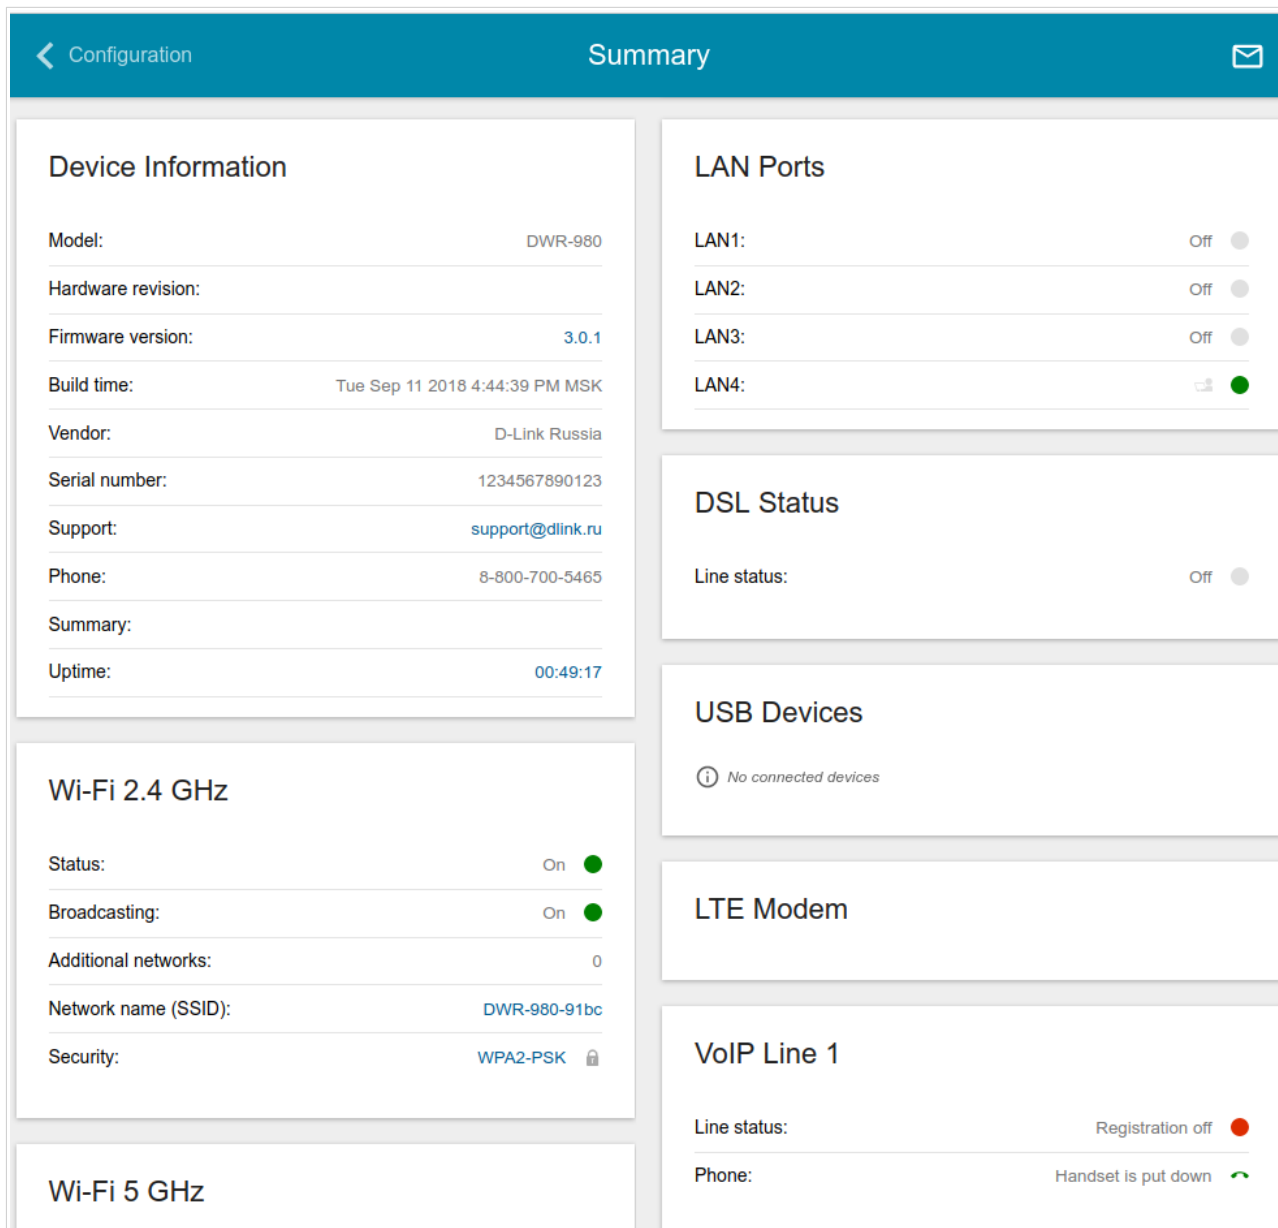 Configuration
Summary
Device Information
Model: DWR-980
Hardware revision:
Firmware version: 3.0.1
Build time: Tue Sep 11 2018 4:44:39 PM MSK
Vendor: D-Link Russia
Serial number: 1234567890123
Support: support@dlink.ru
Phone: 8-800-700-5465
Summary:
Uptime: 00:49:17
Wi-Fi 2.4 GHz
Status: On
Broadcasting: On
Additional networks: 0
Network name (SSID): DWR-980-91bc
Security: WPA2-PSK
Wi-Fi 5 GHz
LAN Ports
LAN1: Off
LAN2: Off
LAN3: Off
LAN4:
DSL Status
Line status: Off
USB Devices
No connected devices
LTE Modem
VoIP Line 1
Line status: Registration off
Phone: Handset is put down